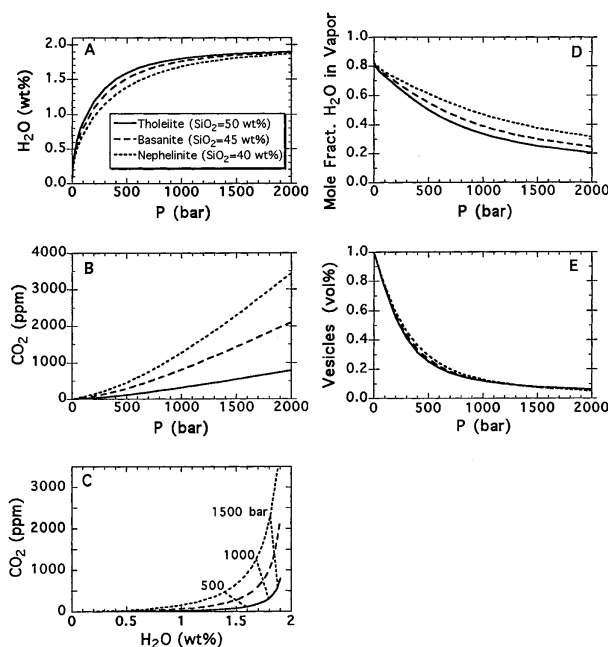 A
H₂O (wt%)
2.0
1.5
1.0
0.5
0.0
Tholeiite (SiO₂=50 wt%)
Basanite (SiO₂=45 wt%)
Nephelinite (SiO₂=40 wt%)
0 500 1000 1500 2000
P (bar)
D
Mole Fract. H₂O in Vapor
1.0
0.8
0.6
0.4
0.2
0.0
0 500 1000 1500 2000
P (bar)
B
CO₂ (ppm)
4000
3000
2000
1000
0
0 500 1000 1500 2000
P (bar)
E
Vesicles (vol%)
1.0
0.8
0.6
0.4
0.2
0.0
0 500 1000 1500 2000
P (bar)
C
CO₂ (ppm)
3000
2000
1000
0
1500 bar
1000
500
0 0.5 1 1.5 2
H₂O (wt%)